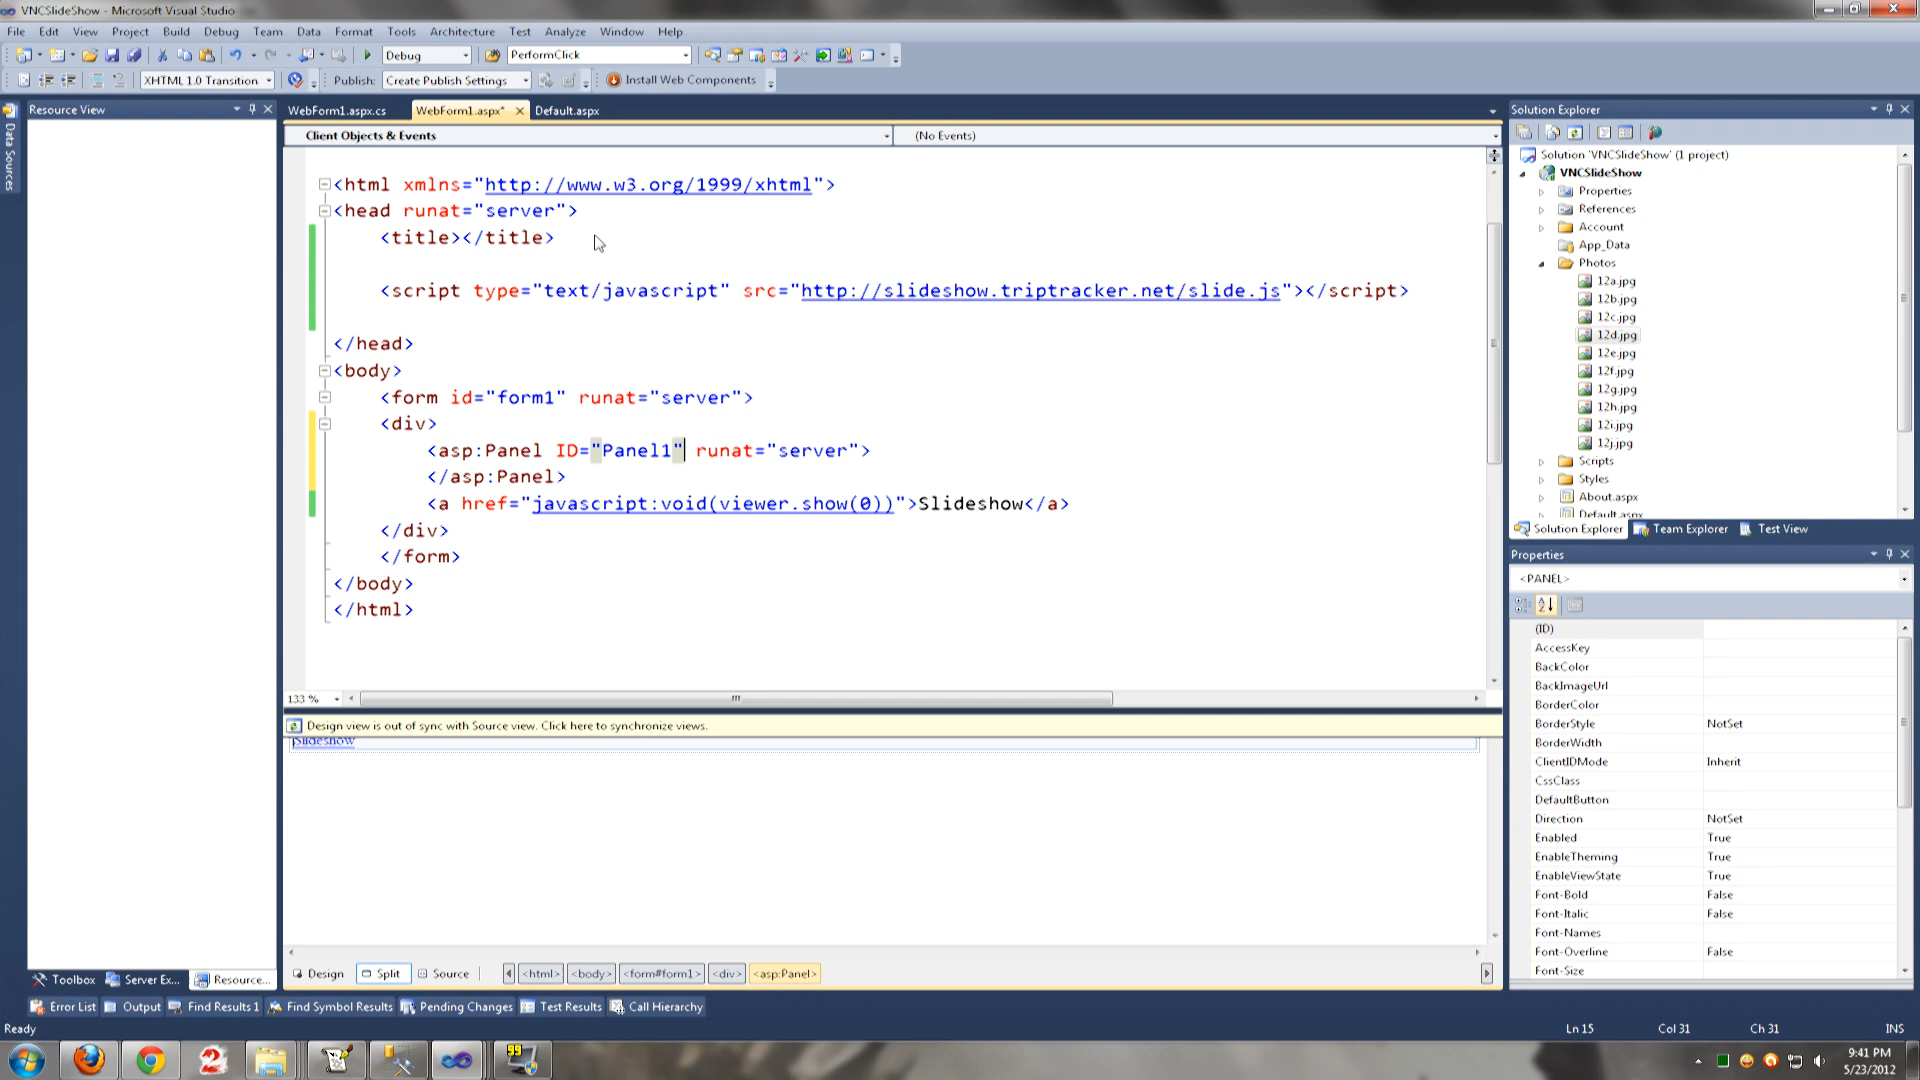 VNCSlideShow - Microsoft Visual Studio
File Edit View Project Build Debug Team Data Format Tools Architecture Test Analyze Window Help
Debug PerformClick
XHTML 1.0 Transition Publish: Create Publish Settings Install Web Components
Data Sources
Resource View
WebForm1.aspx.cs WebForm1.aspx* Default.aspx
Client Objects & Events (No Events)
<html xmlns="http://www.w3.org/1999/xhtml">
<head runat="server">
<title></title>
<script type="text/javascript" src="http://slideshow.triptracker.net/slide.js"></script>
</head>
<body>
<form id="form1" runat="server">
<div>
<asp:Panel ID="Panel1" runat="server">
</asp:Panel>
<a href="javascript:void(viewer.show(0))">Slideshow</a>
</div>
</form>
</body>
</html>
133 %
Design view is out of sync with Source view. Click here to synchronize views.
Slideshow
Design Split Source <html> <body> <form#form1> <div> <asp:Panel>
Solution Explorer
Solution 'VNCSlideShow' (1 project)
VNCSlideShow
Properties
References
Account
App_Data
Photos
12a.jpg
12b.jpg
12c.jpg
12d.jpg
12e.jpg
12f.jpg
12g.jpg
12h.jpg
12i.jpg
12j.jpg
Scripts
Styles
About.aspx
Default.aspx
Solution Explorer Team Explorer Test View
Properties
<PANEL>
(ID)
AccessKey
BackColor
BackImageUrl
BorderColor
BorderStyle NotSet
BorderWidth
ClientIDMode Inherit
CssClass
DefaultButton
Direction NotSet
Enabled True
EnableTheming True
EnableViewState True
Font-Bold False
Font-Italic False
Font-Names
Font-Overline False
Font-Size
Toolbox Server Ex... Resource...
Error List Output Find Results 1 Find Symbol Results Pending Changes Test Results Call Hierarchy
Ready Ln 15 Col 31 Ch 31 INS
9:41 PM
5/23/2012